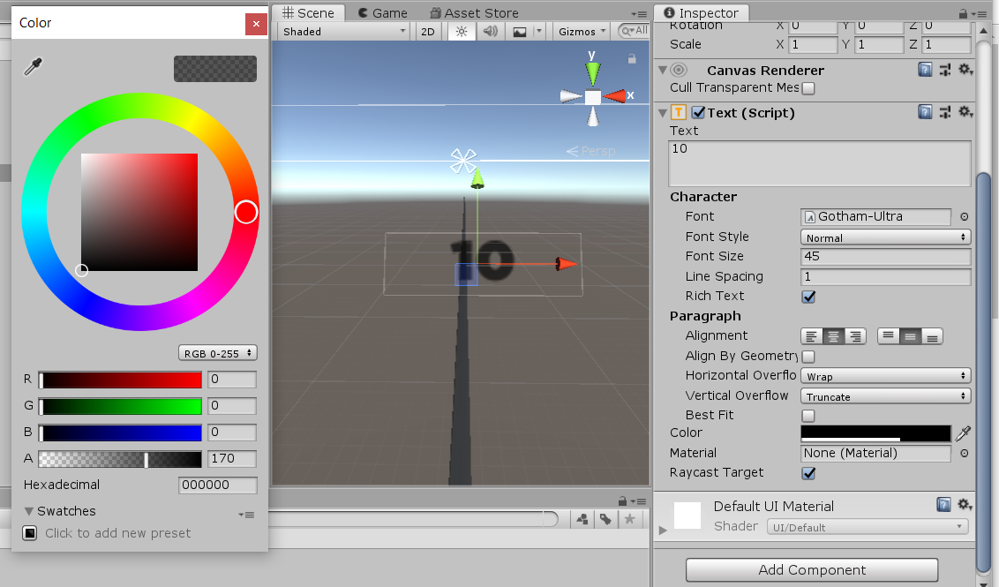 Color
RGB 0-255
R 0
G 0
B 0
A 170
Hexadecimal 000000
Swatches
Click to add new preset
Scene Game Asset Store
Shaded 2D Gizmos All
y
x
Persp
10
Inspector
Rotation X 0 Y 0 Z 0
Scale X 1 Y 1 Z 1
Canvas Renderer
Cull Transparent Mes
Text (Script)
Text
10
Character
Font Gotham-Ultra
Font Style Normal
Font Size 45
Line Spacing 1
Rich Text
Paragraph
Alignment
Align By Geometry
Horizontal Overflo Wrap
Vertical Overflow Truncate
Best Fit
Color
Material None (Material)
Raycast Target
Default UI Material
Shader UI/Default
Add Component